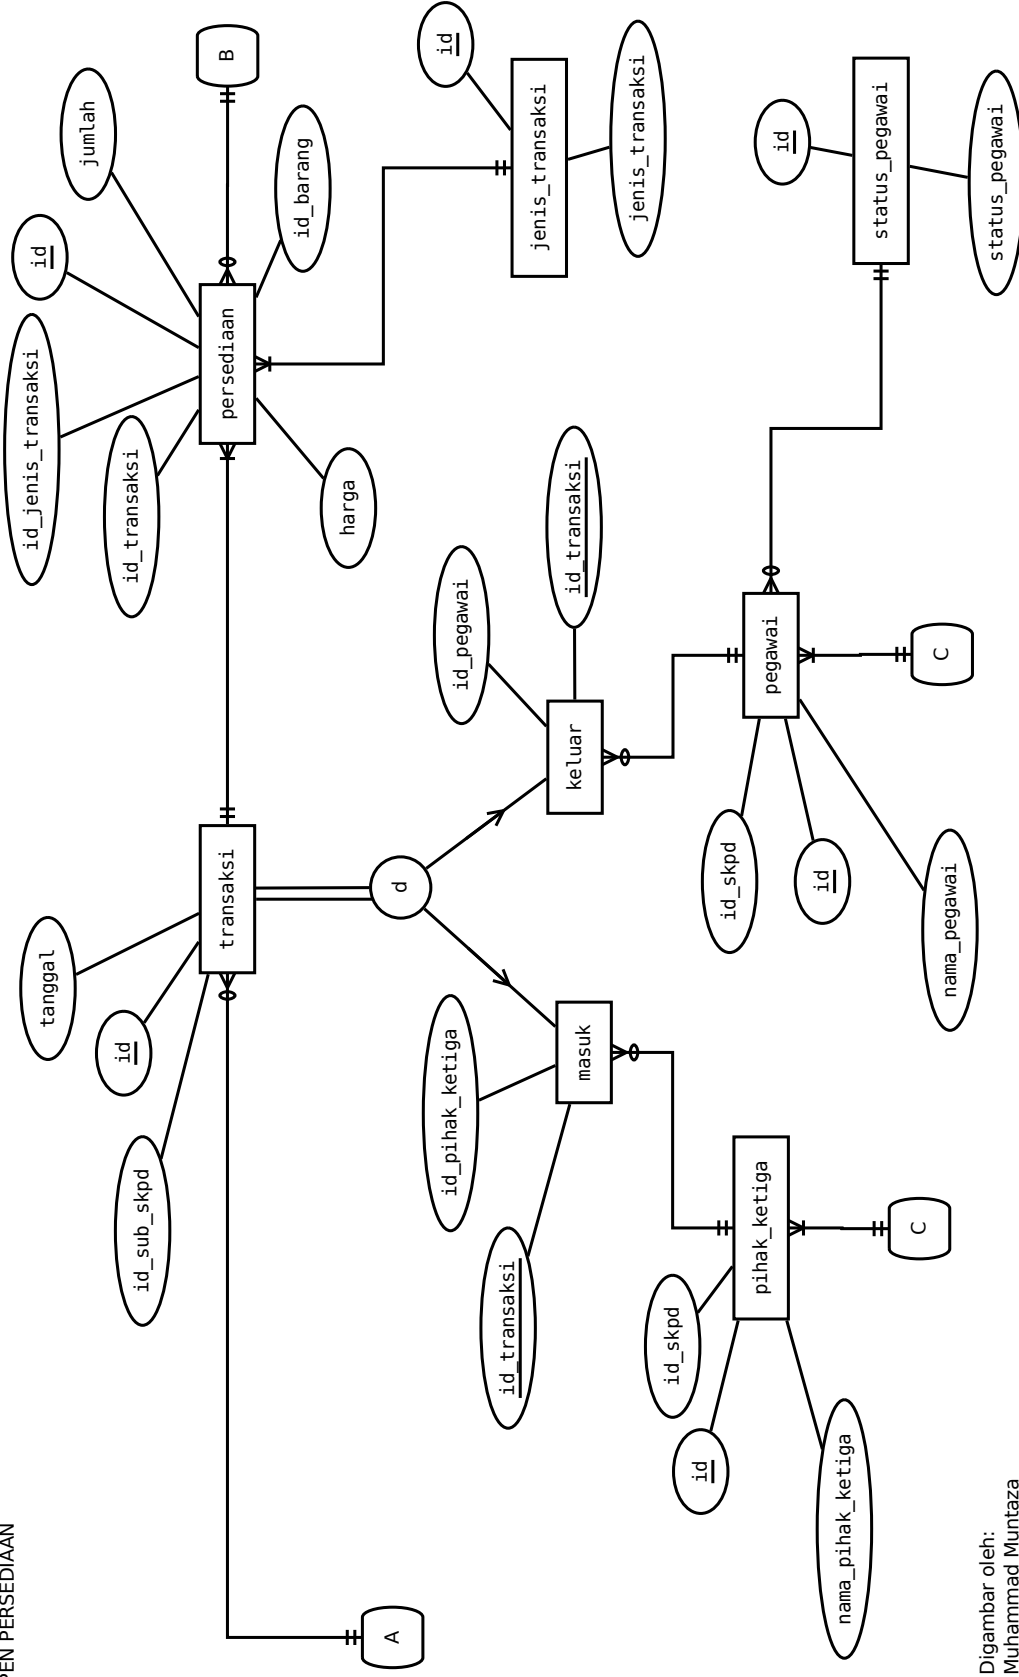 PEN PERSEDIAAN
id_jenis_transaksi
id
tanggal
jumlah
id
id_transaksi
id_sub_skpd
transaksi
persediaan
B
id_barang
harga
A
d
id
id_pihak_ketiga
id_pegawai
id_transaksi
jenis_transaksi
masuk
keluar
id_transaksi
jenis_transaksi
id_skpd
id
id_skpd
pihak_ketiga
pegawai
id
id
nama_pihak_ketiga
status_pegawai
C
nama_pegawai
C
status_pegawai
Digambar oleh:
Muhammad Muntaza